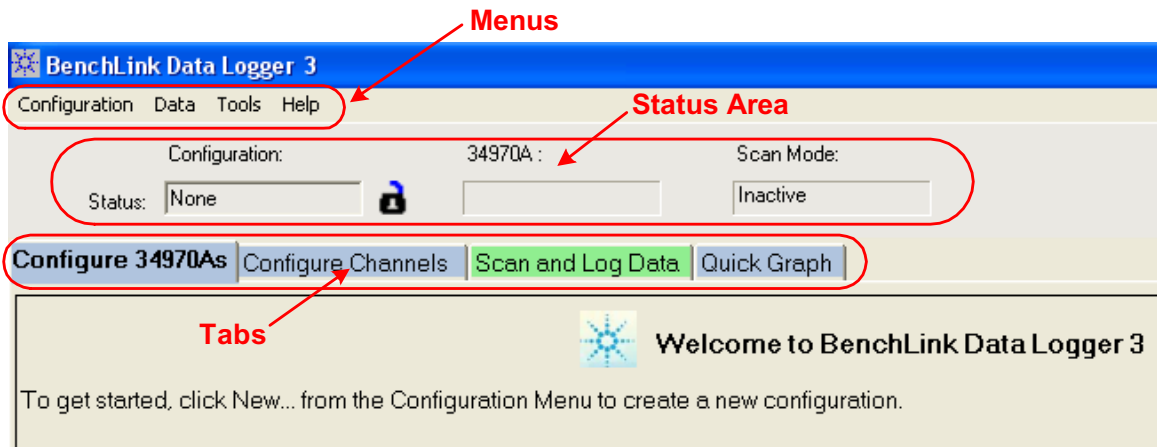 Menus
BenchLink Data Logger 3
Configuration Data Tools Help
Status Area
Configuration: 34970A : Scan Mode:
Status: None Inactive
Configure 34970As Configure Channels Scan and Log Data Quick Graph
Tabs
Welcome to BenchLink Data Logger 3
To get started, click New... from the Configuration Menu to create a new configuration.